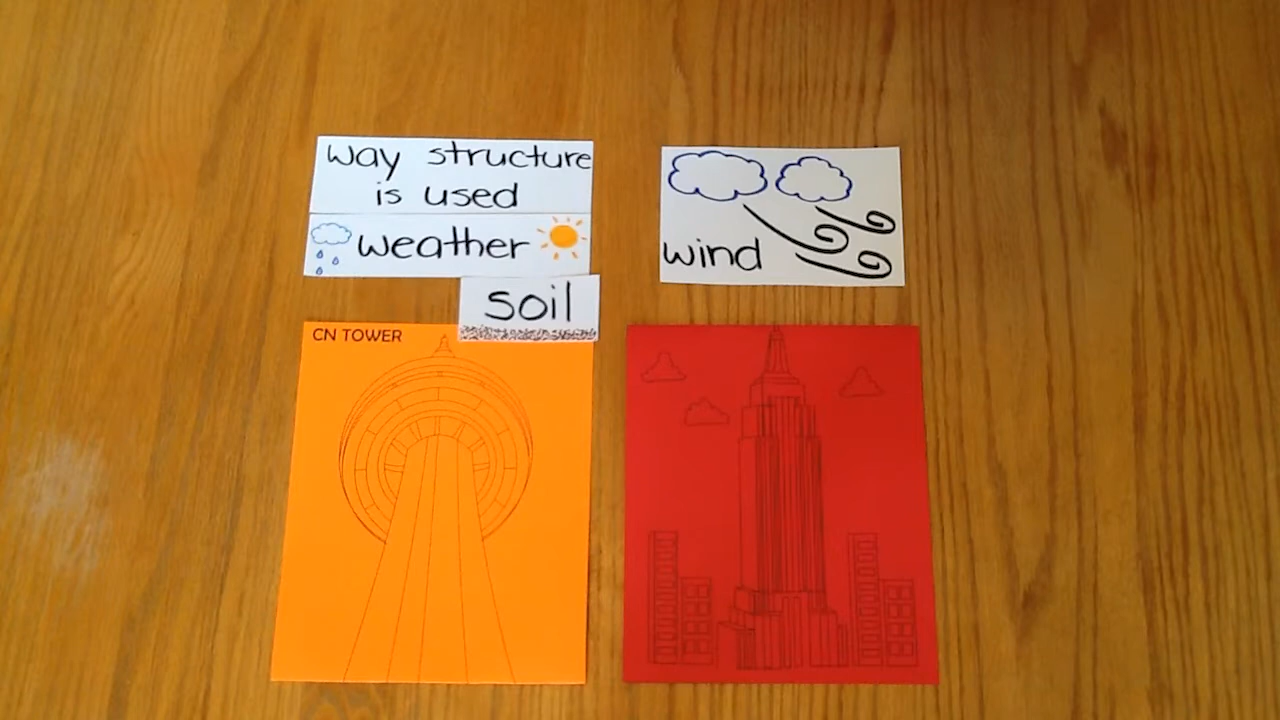 way structure
is used
weather
soil
wind
CN TOWER